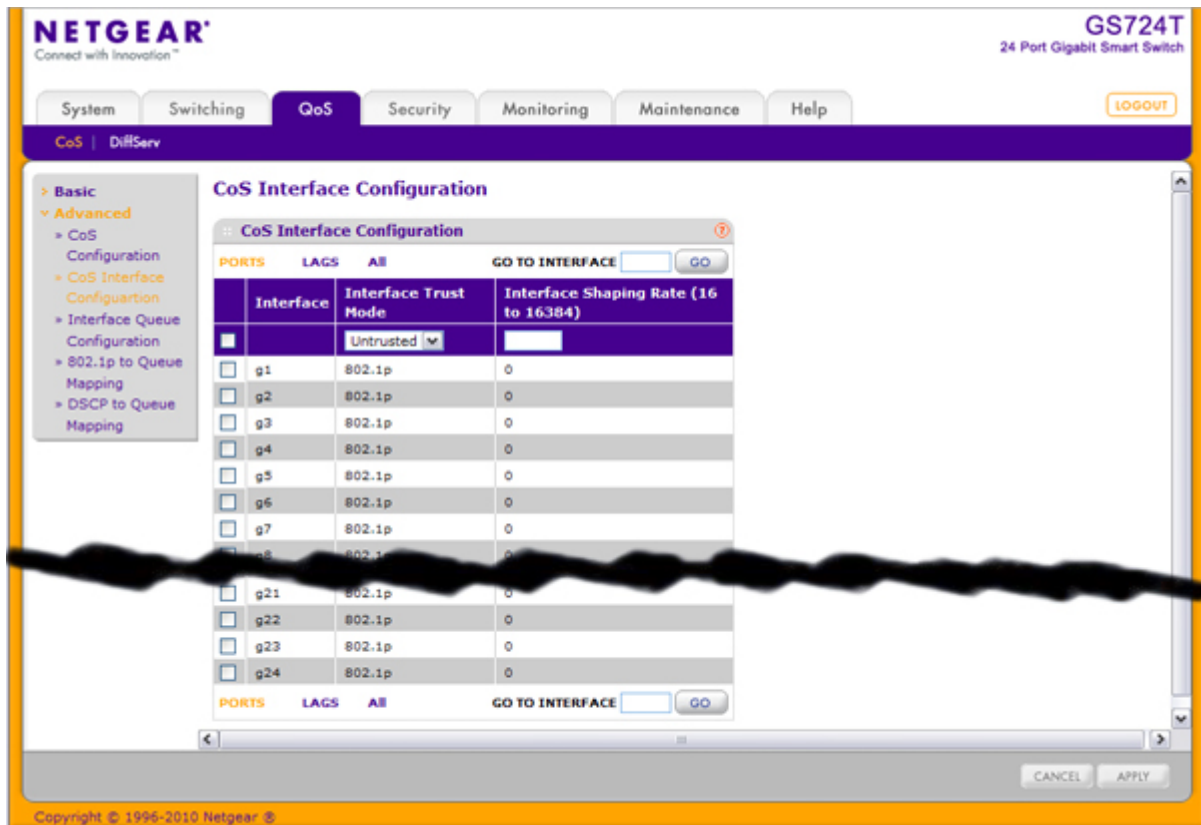 NETGEAR®
Connect with Innovation™
GS724T
24 Port Gigabit Smart Switch
System Switching QoS Security Monitoring Maintenance Help LOGOUT
CoS | DiffServ
Basic
Advanced
» CoS
Configuration
» CoS Interface
Configuartion
» Interface Queue
Configuration
» 802.1p to Queue
Mapping
» DSCP to Queue
Mapping
CoS Interface Configuration
CoS Interface Configuration ?
PORTS LAGS All GO TO INTERFACE GO
Interface Interface Trust Mode Interface Shaping Rate (16 to 16384)
Untrusted
g1 802.1p 0
g2 802.1p 0
g3 802.1p 0
g4 802.1p 0
g5 802.1p 0
g6 802.1p 0
g7 802.1p 0
g8
g21 802.1p 0
g22 802.1p 0
g23 802.1p 0
g24 802.1p 0
PORTS LAGS All GO TO INTERFACE GO
CANCEL APPLY
Copyright © 1996-2010 Netgear ®